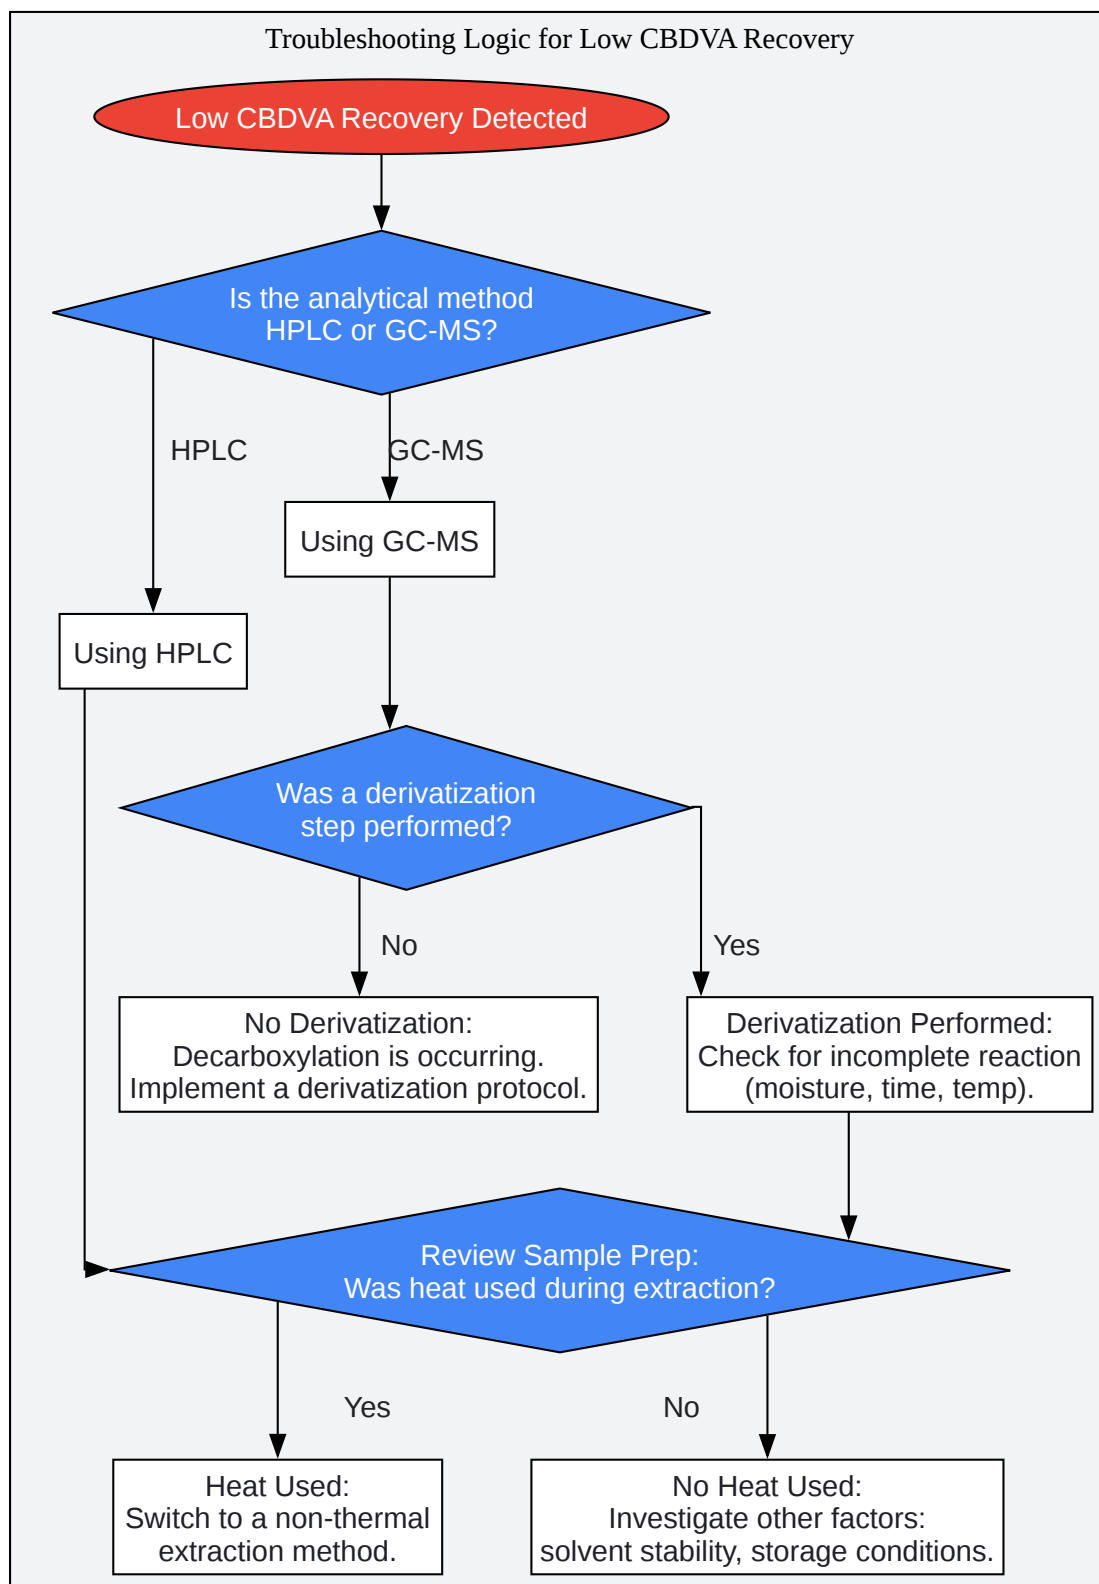 Troubleshooting Logic for Low CBDVA Recovery
Low CBDVA Recovery Detected
Is the analytical method
HPLC or GC-MS?
HPLC
GC-MS
Using GC-MS
Using HPLC
Was a derivatization
step performed?
No
Yes
No Derivatization:
Decarboxylation is occurring.
Implement a derivatization protocol.
Derivatization Performed:
Check for incomplete reaction
(moisture, time, temp).
Review Sample Prep:
Was heat used during extraction?
Yes
No
Heat Used:
Switch to a non-thermal
extraction method.
No Heat Used:
Investigate other factors:
solvent stability, storage conditions.